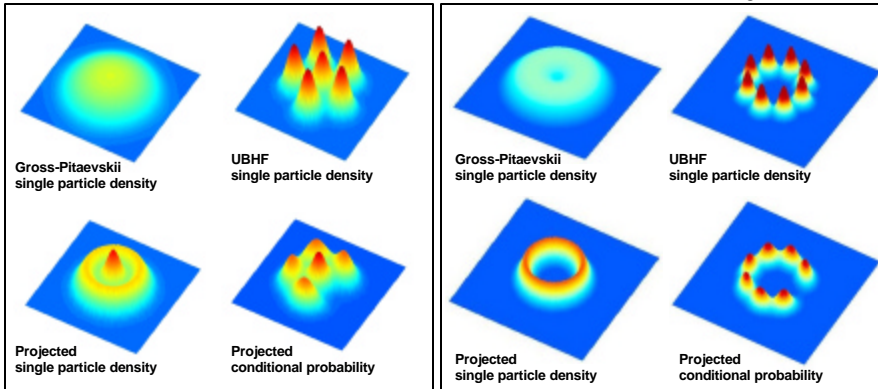 Gross-Pitaevskii
single particle density
UBHF
single particle density
Projected
single particle density
Projected
conditional probability
Gross-Pitaevskii
single particle density
UBHF
single particle density
Projected
single particle density
Projected
conditional probability